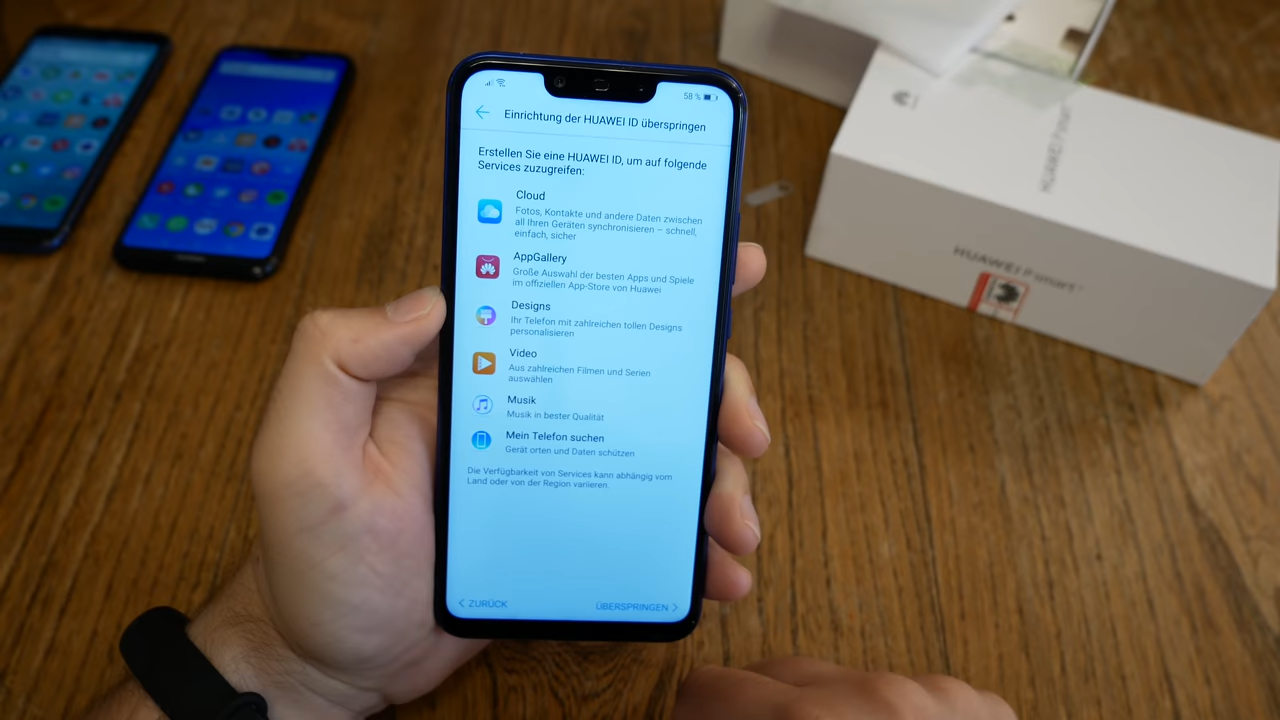 58 %
Einrichtung der HUAWEI ID überspringen
Erstellen Sie eine HUAWEI ID, um auf folgende
Services zuzugreifen:
Cloud
Fotos, Kontakte und andere Daten zwischen
all Ihren Geräten synchronisieren – schnell,
einfach, sicher
AppGallery
Große Auswahl der besten Apps und Spiele
im offiziellen App-Store von Huawei
Designs
Ihr Telefon mit zahlreichen tollen Designs
personalisieren
Video
Aus zahlreichen Filmen und Serien
auswählen
Musik
Musik in bester Qualität
Mein Telefon suchen
Gerät orten und Daten schützen
Die Verfügbarkeit von Services kann abhängig vom
Land oder von der Region variieren.
ZURÜCK
ÜBERSPRINGEN
HUAWEI P smart
HUAWEI P smart+